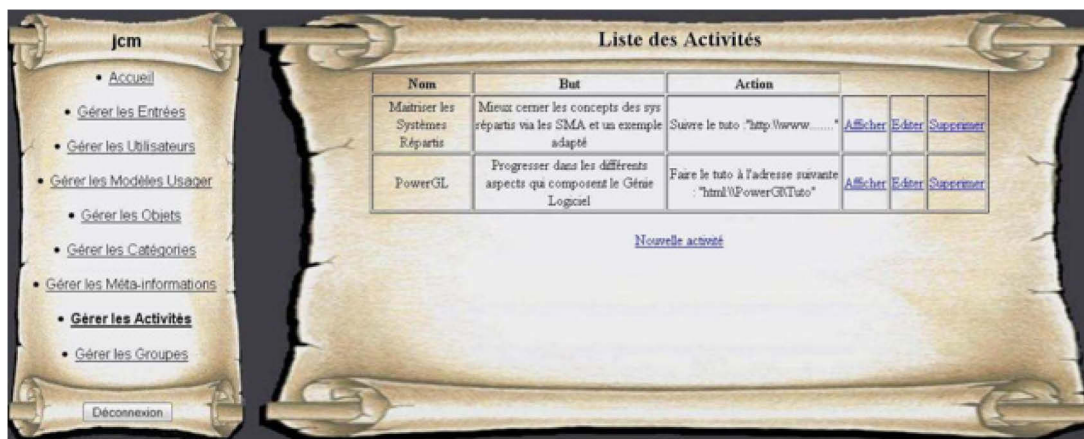 jcm
Accueil
Gérer les Entrées
Gérer les Utilisateurs
Gérer les Modèles Usager
Gérer les Objets
Gérer les Catégories
Gérer les Méta-informations
Gérer les Activités
Gérer les Groupes
Déconnexion
Liste des Activités
Nom But Action
Maitriser les
Systèmes
Répartis
Mieux cerner les concepts des sys
répartis via les SMA et un exemple
adapté
Suivre le tuto :"http:\\www......." Afficher Editer Supprimer
PowerGL
Progresser dans les différents
aspects qui composent le Génie
Logiciel
Faire le tuto à l'adresse suivante
: "html:\\PowerGl\Tuto"
Afficher Editer Supprimer
Nouvelle activité